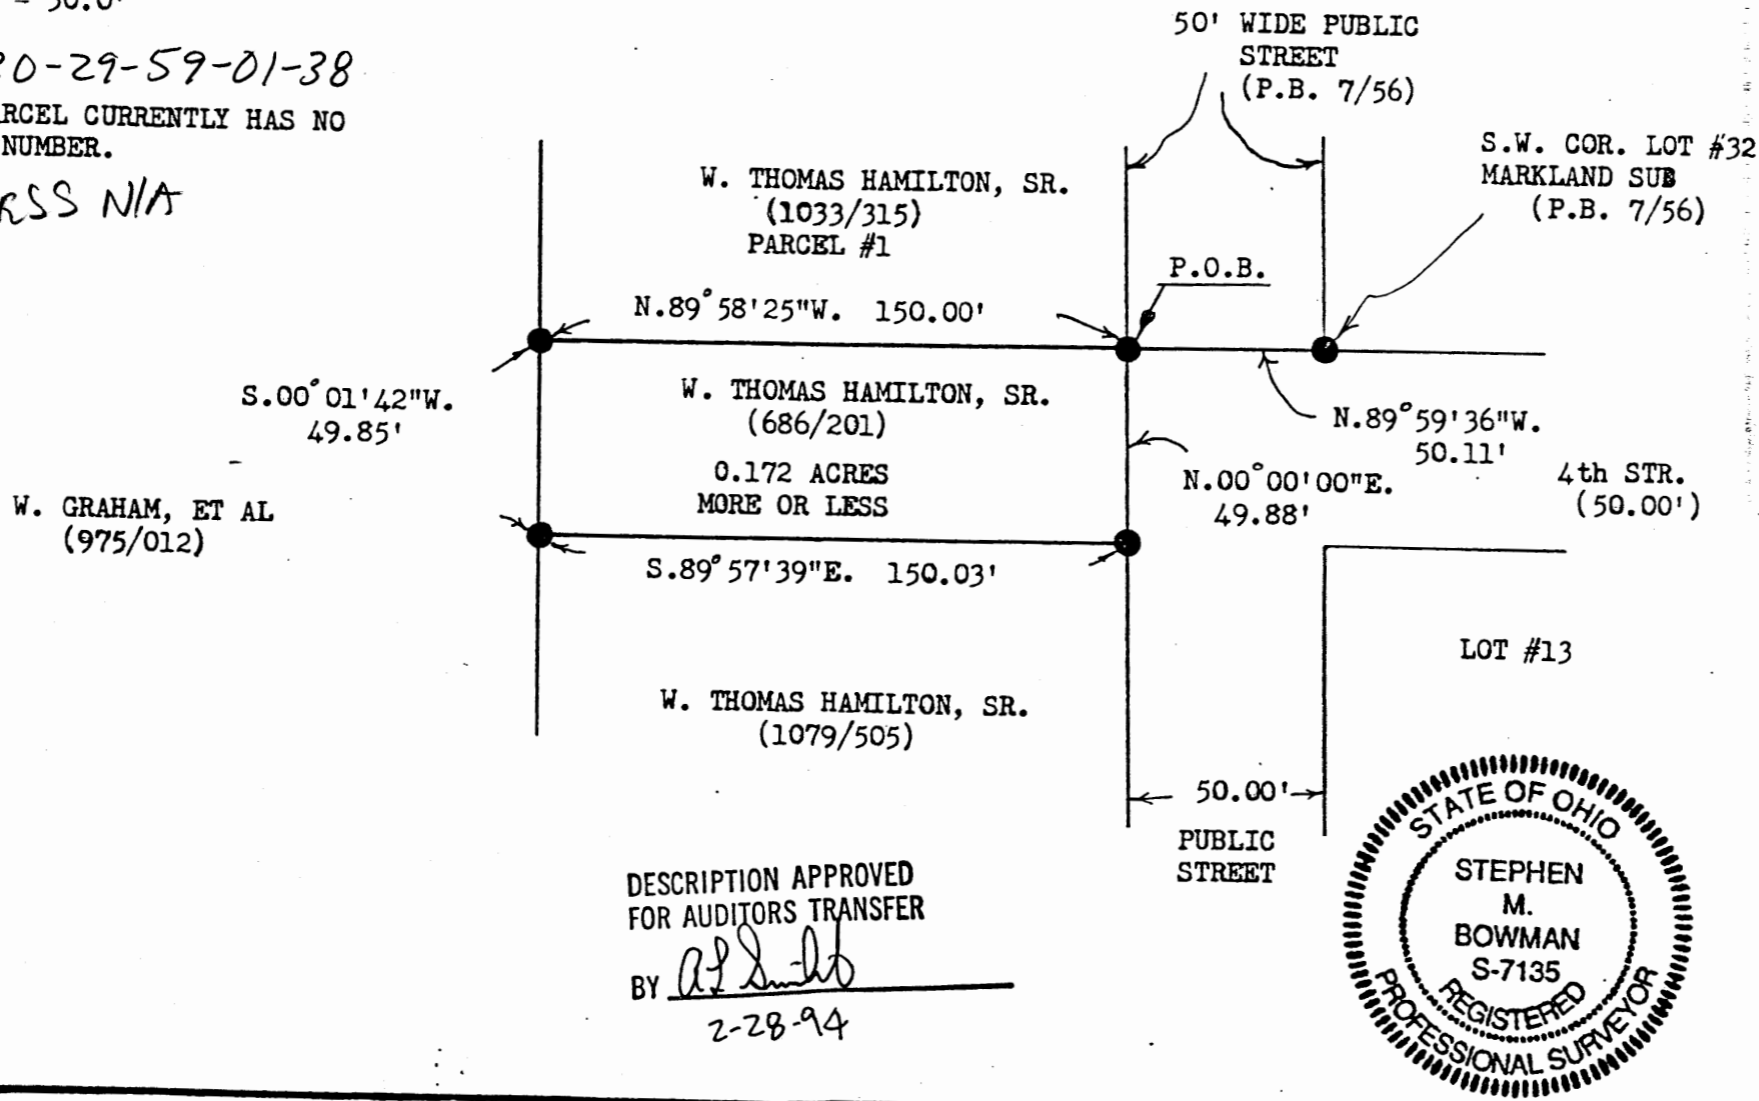 = 50.0'
0-29-59-01-38
PARCEL CURRENTLY HAS NO
NUMBER.
N/A
50' WIDE PUBLIC
STREET
(P.B. 7/56)
S.W. COR. LOT #32
MARKLAND SUB
(P.B. 7/56)
W. THOMAS HAMILTON, SR.
(1033/315)
PARCEL #1
P.O.B.
N.89°58'25"W. 150.00'
S.00°01'42"W.
49.85'
W. THOMAS HAMILTON, SR.
(686/201)
0.172 ACRES
MORE OR LESS
N.89°59'36"W.
50.11'
N.00°00'00"E.
49.88'
4th STR.
(50.00')
W. GRAHAM, ET AL
(975/012)
S.89°57'39"E. 150.03'
LOT #13
W. THOMAS HAMILTON, SR.
(1079/505)
50.00'
PUBLIC
STREET
DESCRIPTION APPROVED
FOR AUDITORS TRANSFER
BY A L Smith
2-28-94
STATE OF OHIO
STEPHEN
M.
BOWMAN
S-7135
REGISTERED
PROFESSIONAL SURVEYOR